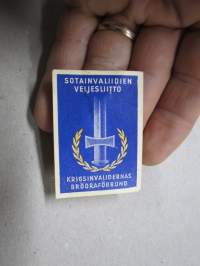 SOTAINVALIIDIEN
VELJESLIITTO
KRIGSINVALIDERNAS
BRÖDRAFÖRBUND